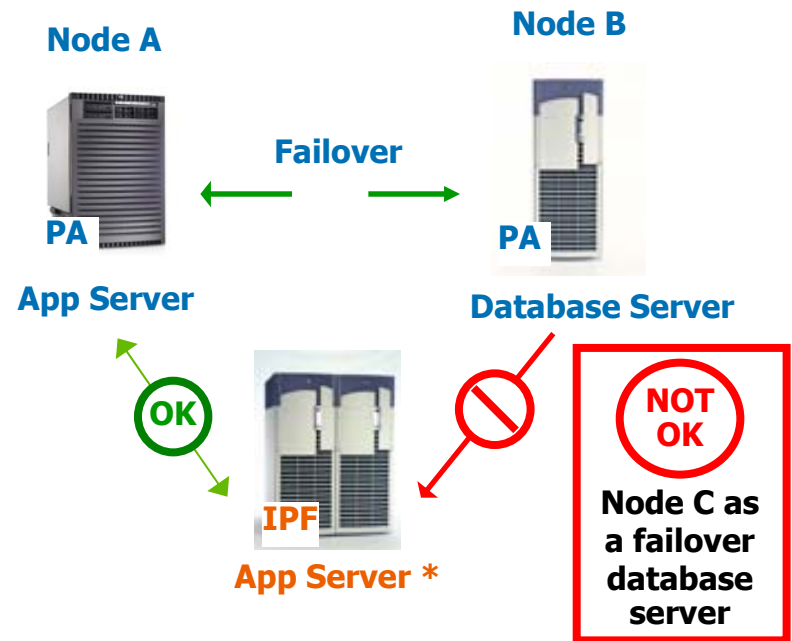 Node A
Node B
Failover
PA
PA
App Server
Database Server
OK
NOT
OK
Node C as
a failover
database
server
IPF
App Server *